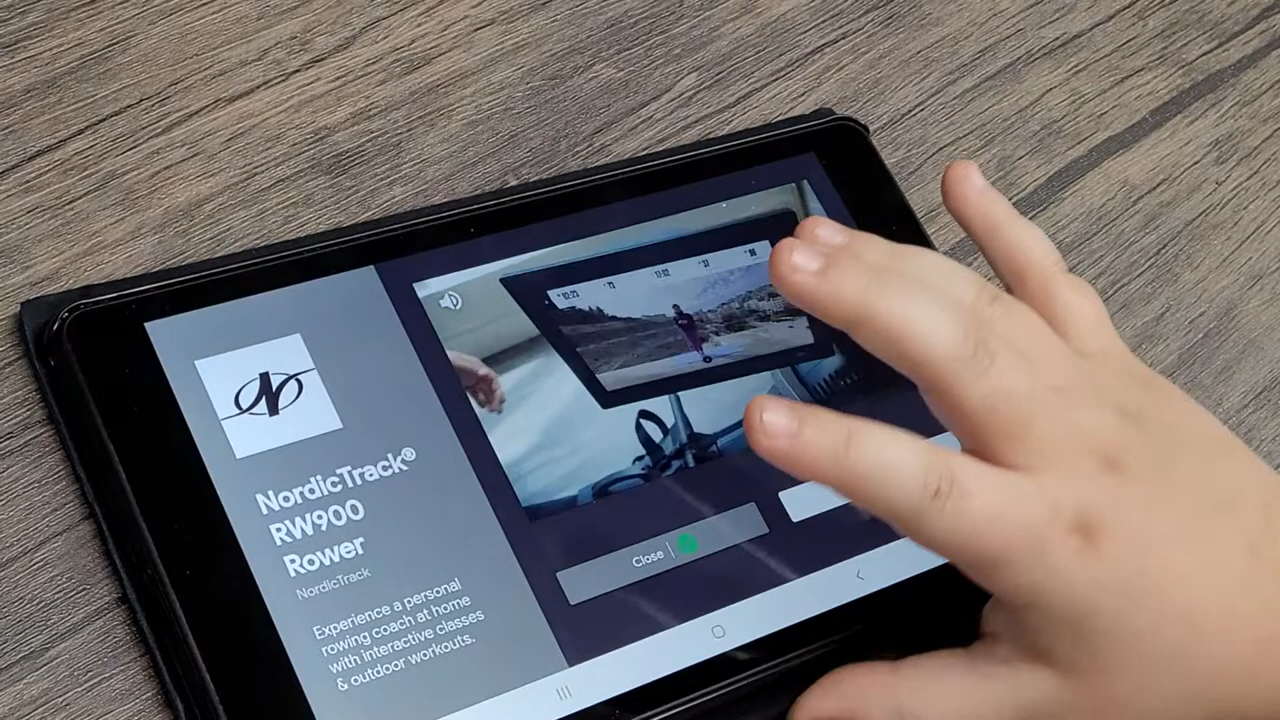 NordicTrack®
RW900
Rower
NordicTrack
Experience a personal
rowing coach at home
with interactive classes
& outdoor workouts.
Close